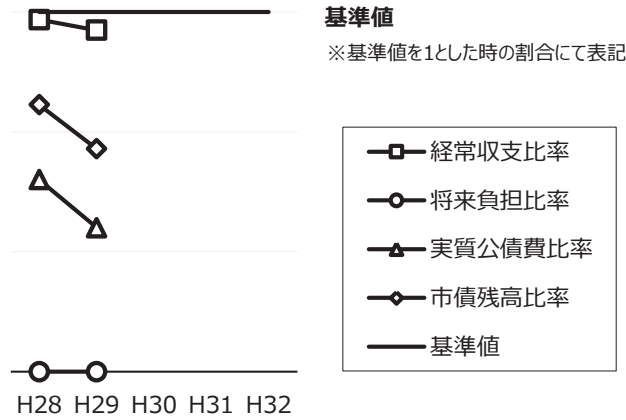 基準値
※基準値を1とした時の割合にて表記
経常収支比率
将来負担比率
実質公債費比率
市債残高比率
基準値
H28 H29 H30 H31 H32